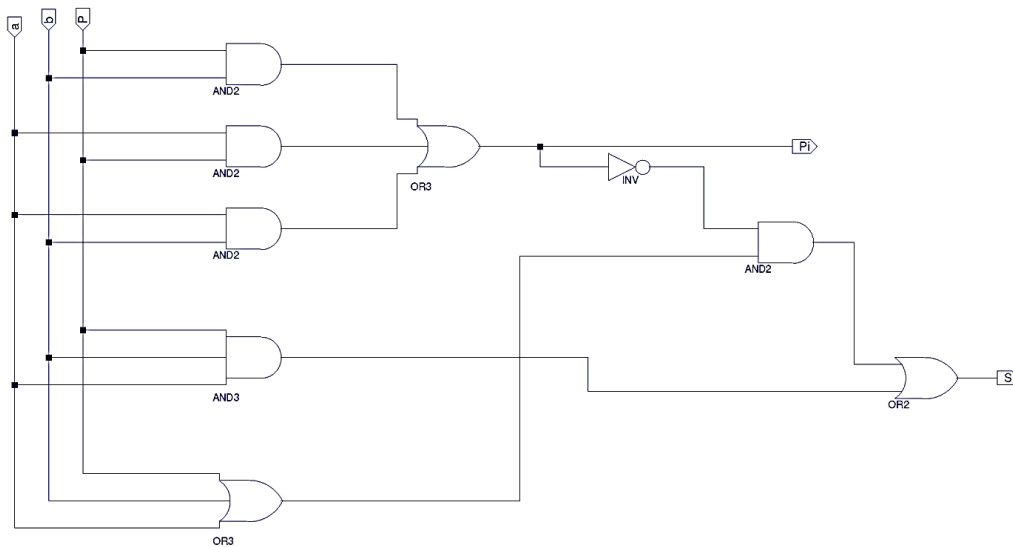 a
b
P
AND2
AND2
OR3
Pi
INV
AND2
AND2
AND3
OR2
S
OR3